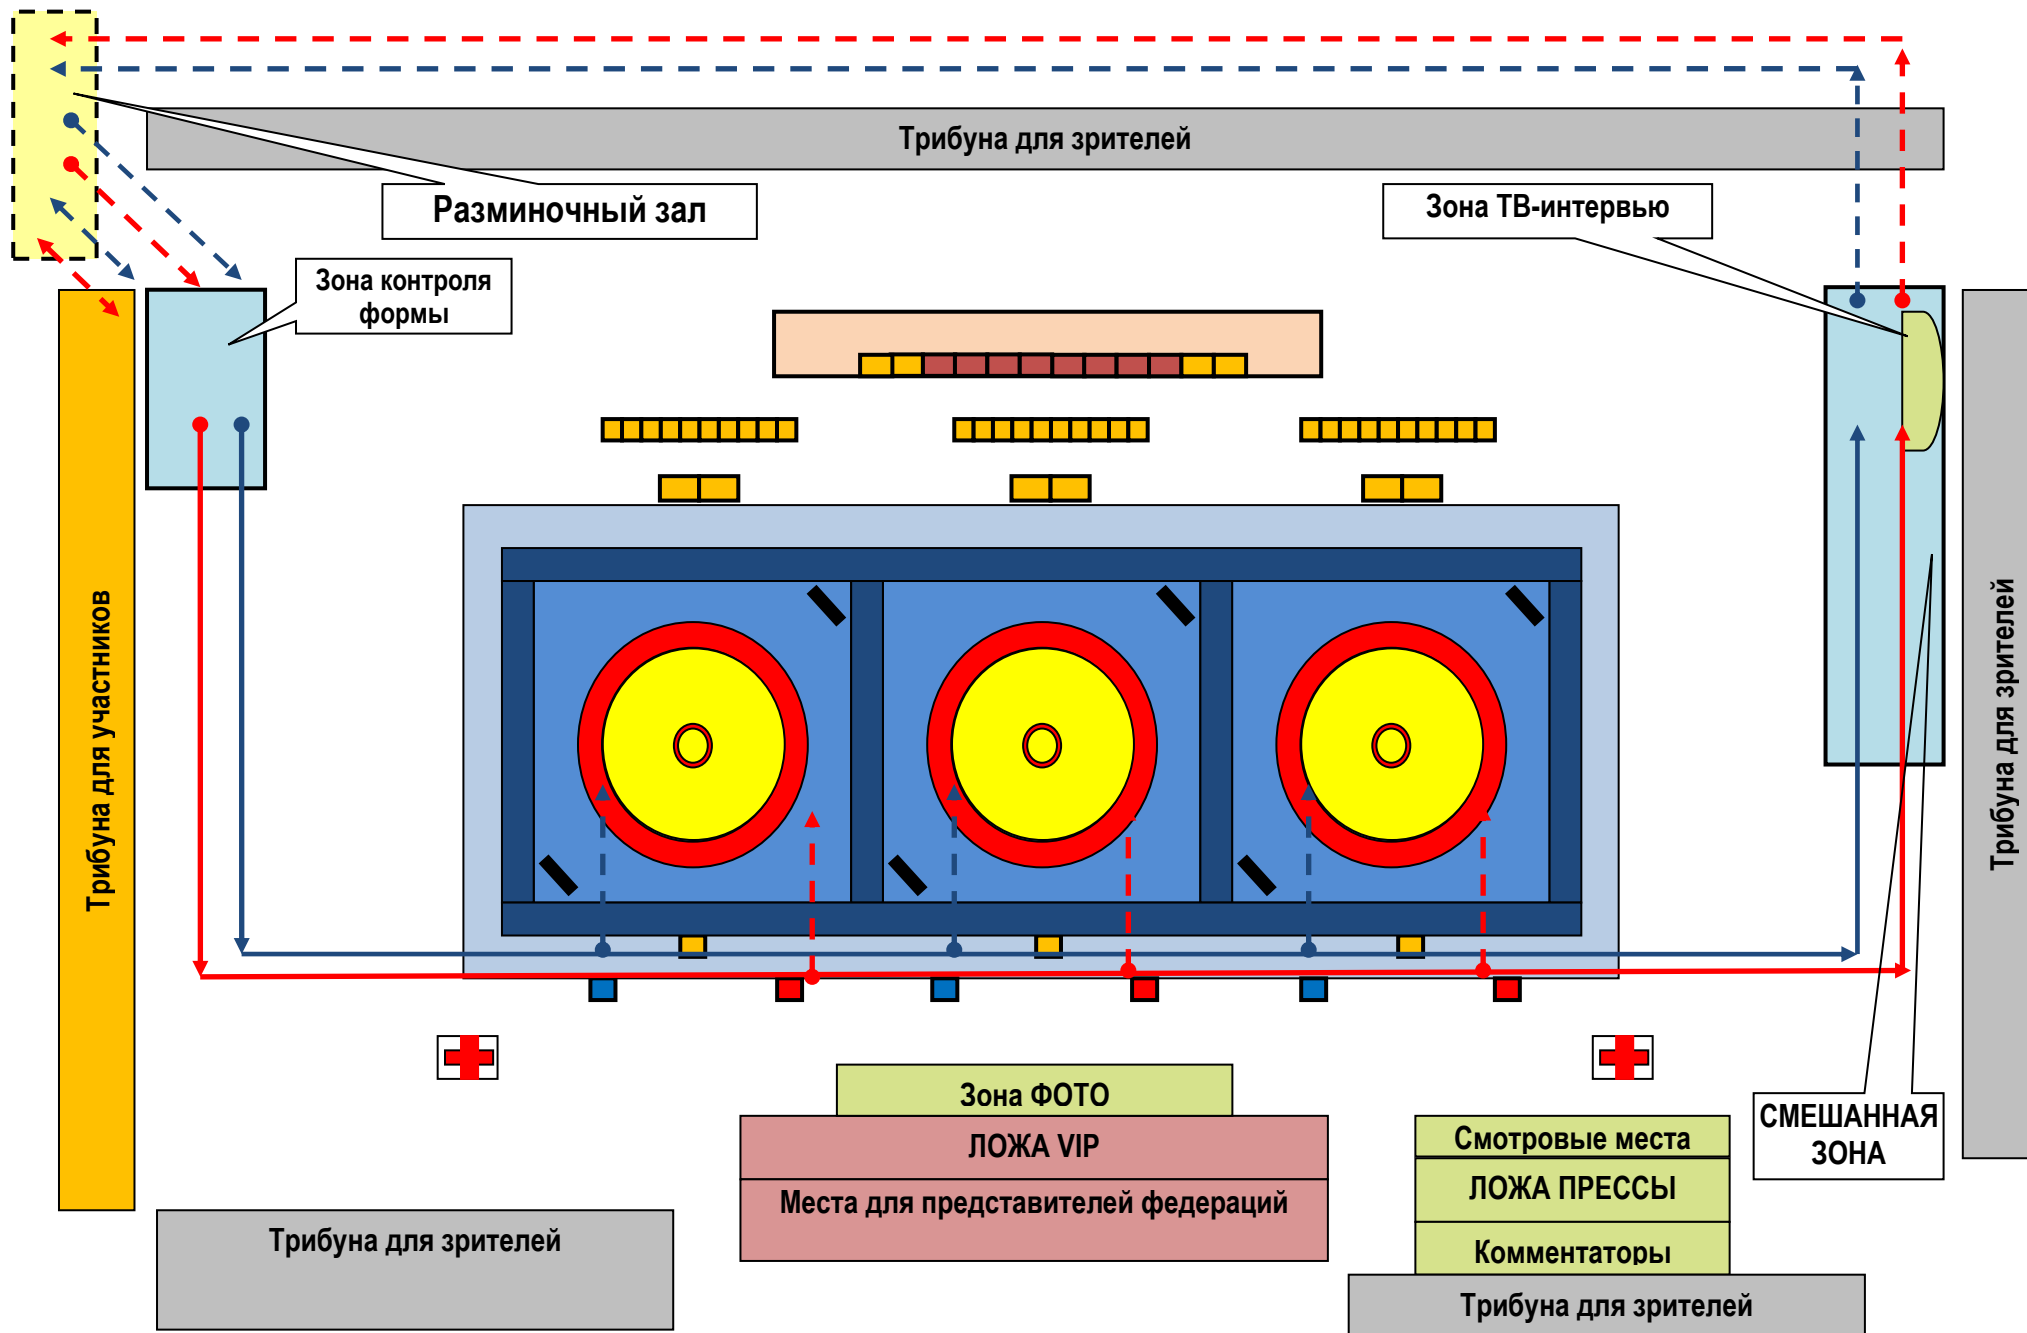 Трибуна для зрителей
Разминочный зал
Зона ТВ-интервью
Зона контроля
формы
Трибуна для участников
Трибуна для зрителей
Зона ФОТО
ЛОЖА VIP
Места для представителей федераций
Смотровые места
ЛОЖА ПРЕССЫ
Комментаторы
СМЕШАННАЯ
ЗОНА
Трибуна для зрителей
Трибуна для зрителей